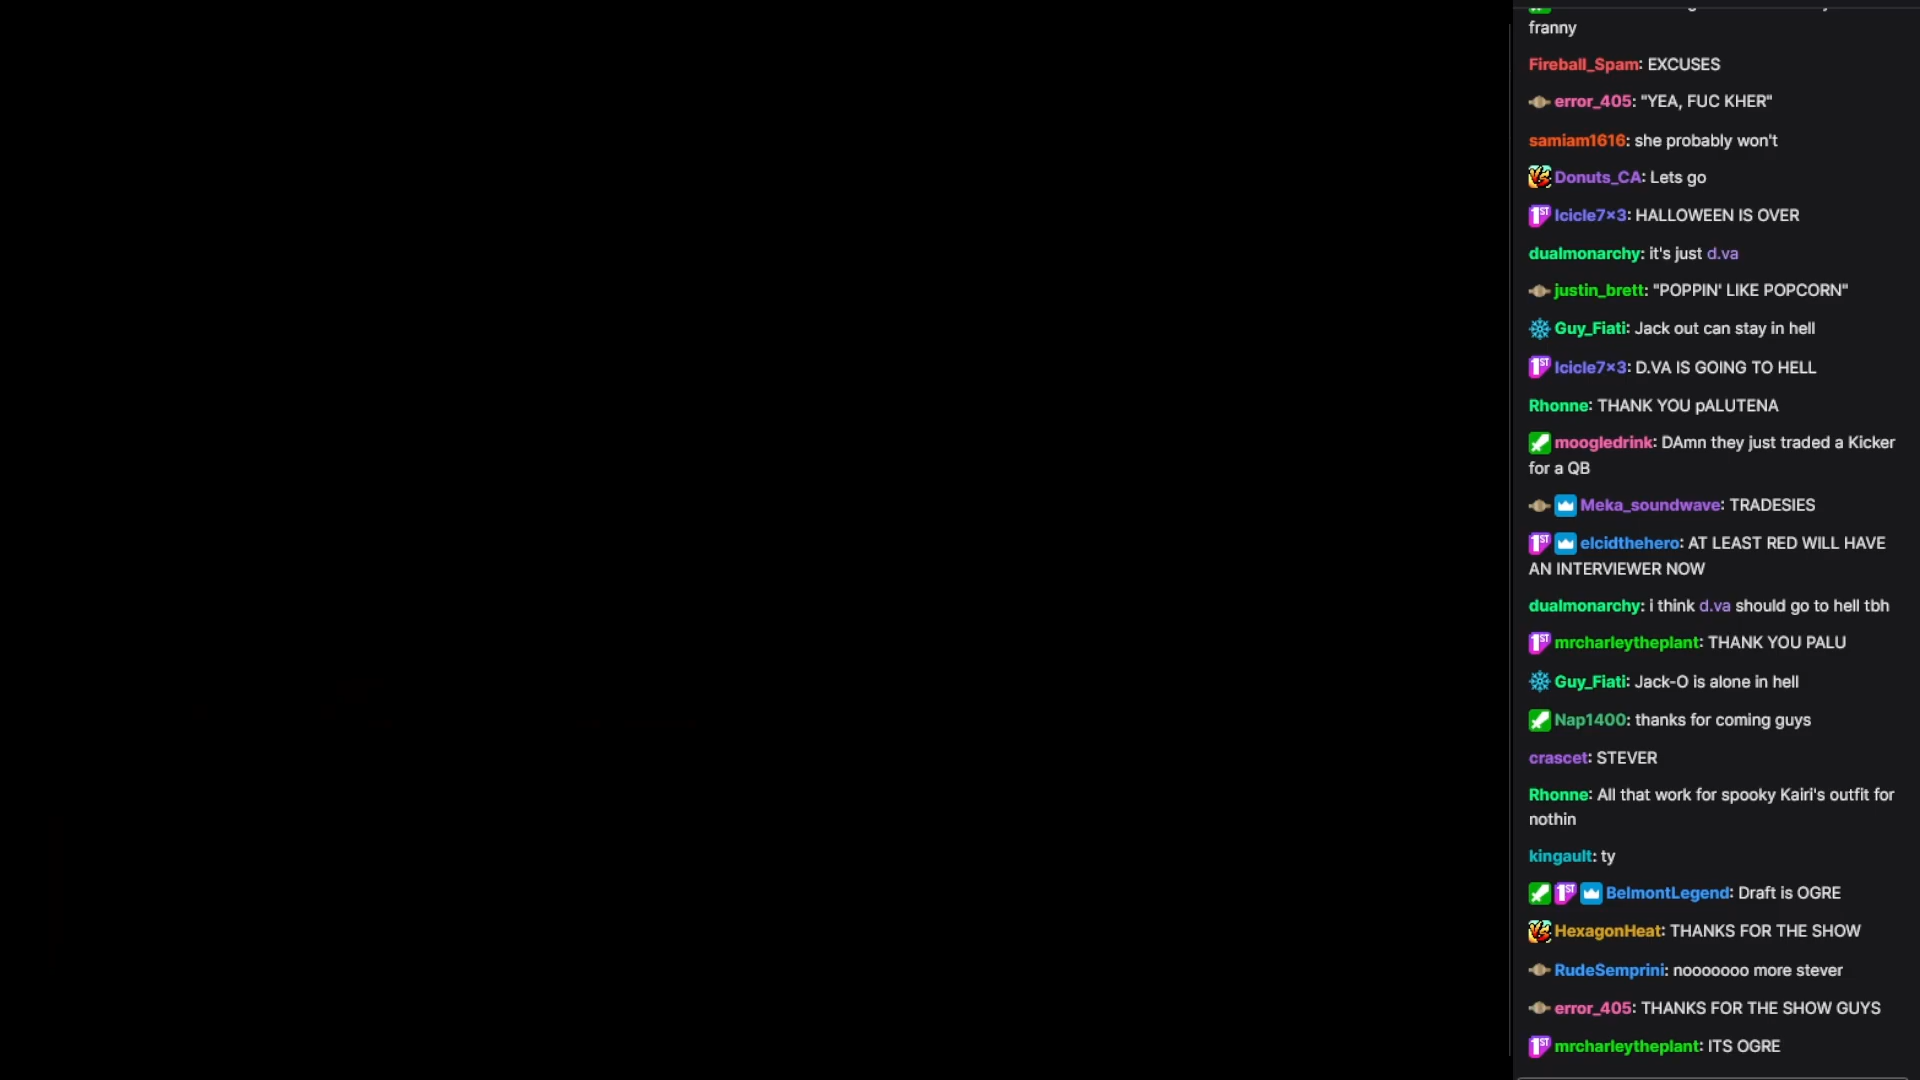 franny
Fireball_Spam: EXCUSES
error_405: "YEA, FUC KHER"
samiam1616: she probably won't
Donuts_CA: Lets go
Icicle7x3: HALLOWEEN IS OVER
dualmonarchy: it's just d.va
justin_brett: "POPPIN' LIKE POPCORN"
Guy_Fiati: Jack out can stay in hell
Icicle7x3: D.VA IS GOING TO HELL
Rhonne: THANK YOU pALUTENA
moogledrink: DAmn they just traded a Kicker
for a QB
Meka_soundwave: TRADESIES
elcidthehero: AT LEAST RED WILL HAVE
AN INTERVIEWER NOW
dualmonarchy: i think d.va should go to hell tbh
mrcharleytheplant: THANK YOU PALU
Guy_Fiati: Jack-O is alone in hell
Nap1400: thanks for coming guys
crascet: STEVER
Rhonne: All that work for spooky Kairi's outfit for
nothin
kingault: ty
BelmontLegend: Draft is OGRE
HexagonHeat: THANKS FOR THE SHOW
RudeSemprini: nooooooo more stever
error_405: THANKS FOR THE SHOW GUYS
mrcharleytheplant: ITS OGRE